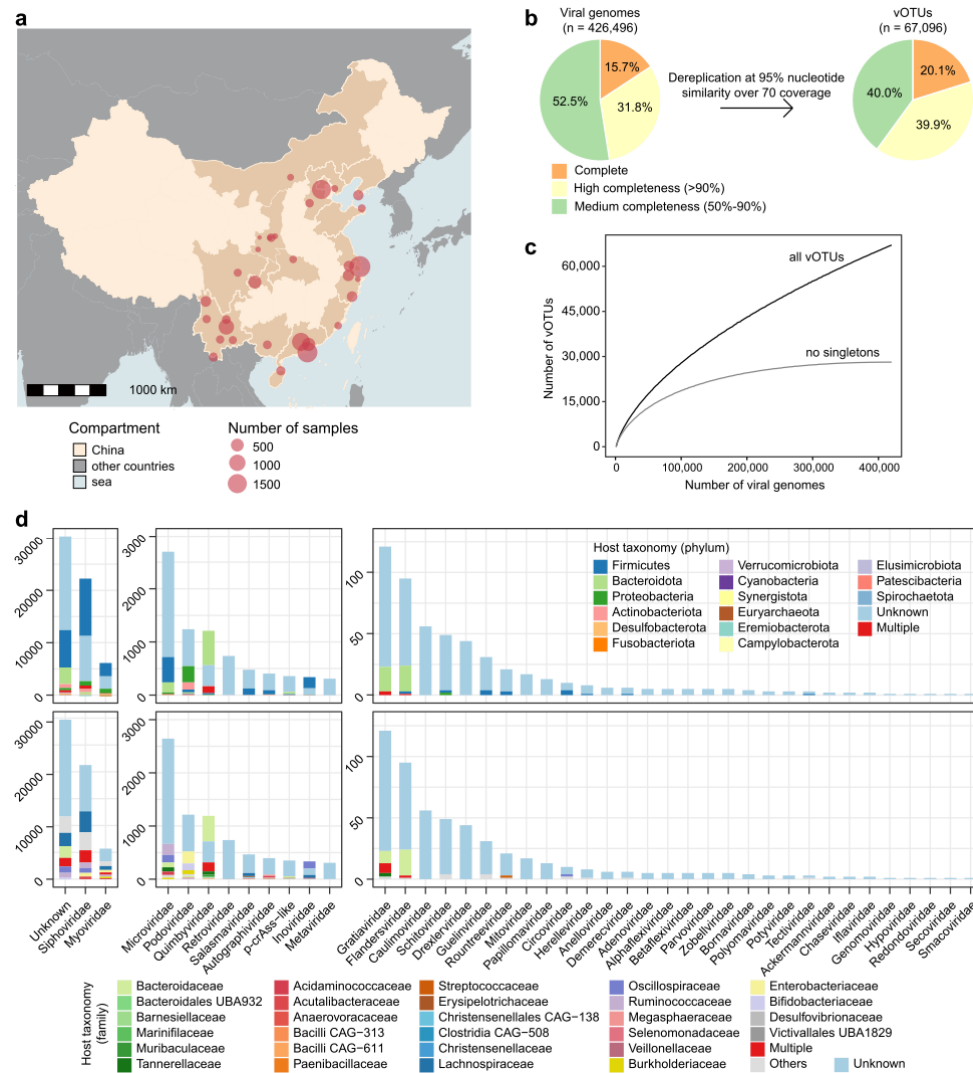 a
1000 km
Compartment
China
other countries
sea
Number of samples
500
1000
1500
b
Viral genomes
(n = 426,496)
15.7%
52.5%
31.8%
Dereplication at 95% nucleotide
similarity over 70 coverage
vOTUs
(n = 67,096)
20.1%
40.0%
39.9%
Complete
High completeness (>90%)
Medium completeness (50%-90%)
c
Number of vOTUs
60,000
45,000
30,000
15,000
0
all vOTUs
no singletons
0
100,000
200,000
300,000
400,000
Number of viral genomes
d
30000
20000
10000
0
3000
2000
1000
0
100
50
0
Host taxonomy (phylum)
Firmicutes
Bacteroidota
Proteobacteria
Actinobacteriota
Desulfobacterota
Fusobacteriota
Verrucomicrobiota
Cyanobacteria
Synergistota
Euryarchaeota
Eremiobacterota
Campylobacterota
Elusimicrobiota
Patescibacteria
Spirochaetota
Unknown
Multiple
30000
20000
10000
0
3000
2000
1000
0
100
50
0
Unknown
Siphoviridae
Myoviridae
Microviridae
Podoviridae
Quimbyviridae
Retroviridae
Salasmaviridae
Autographiviridae
p-crAss-like
Inoviridae
Metaviridae
Gratiaviridae
Flandersviridae
Caulimoviridae
Schitoviridae
Drexlerviridae
Guelinviridae
Rountreeviridae
Mitoviridae
Papillomaviridae
Circoviridae
Herelleviridae
Anelloviridae
Demerecviridae
Adenoviridae
Alphaflexiviridae
Betaflexiviridae
Parvoviridae
Zobellviridae
Bornaviridae
Polyomaviridae
Polycipiviridae
Tectiviridae
Ackermannviridae
Chaseviridae
Iflaviridae
Genomoviridae
Hypoviridae
Redondoviridae
Secoviridae
Smacoviridae
Host taxonomy
(family)
Bacteroidaceae
Bacteroidales UBA932
Barnesiellaceae
Marinifilaceae
Muribaculaceae
Tannerellaceae
Acidaminococcaceae
Acutalibacteraceae
Anaerovoracaceae
Bacilli CAG-313
Bacilli CAG-611
Paenibacillaceae
Streptococcaceae
Erysipelotrichaceae
Christensenellales CAG-138
Clostridia CAG-508
Christensenellaceae
Lachnospiraceae
Oscillospiraceae
Ruminococcaceae
Megasphaeraceae
Selenomonadaceae
Veillonellaceae
Burkholderiaceae
Enterobacteriaceae
Bifidobacteriaceae
Desulfovibrionaceae
Victivallales UBA1829
Multiple
Others
Unknown